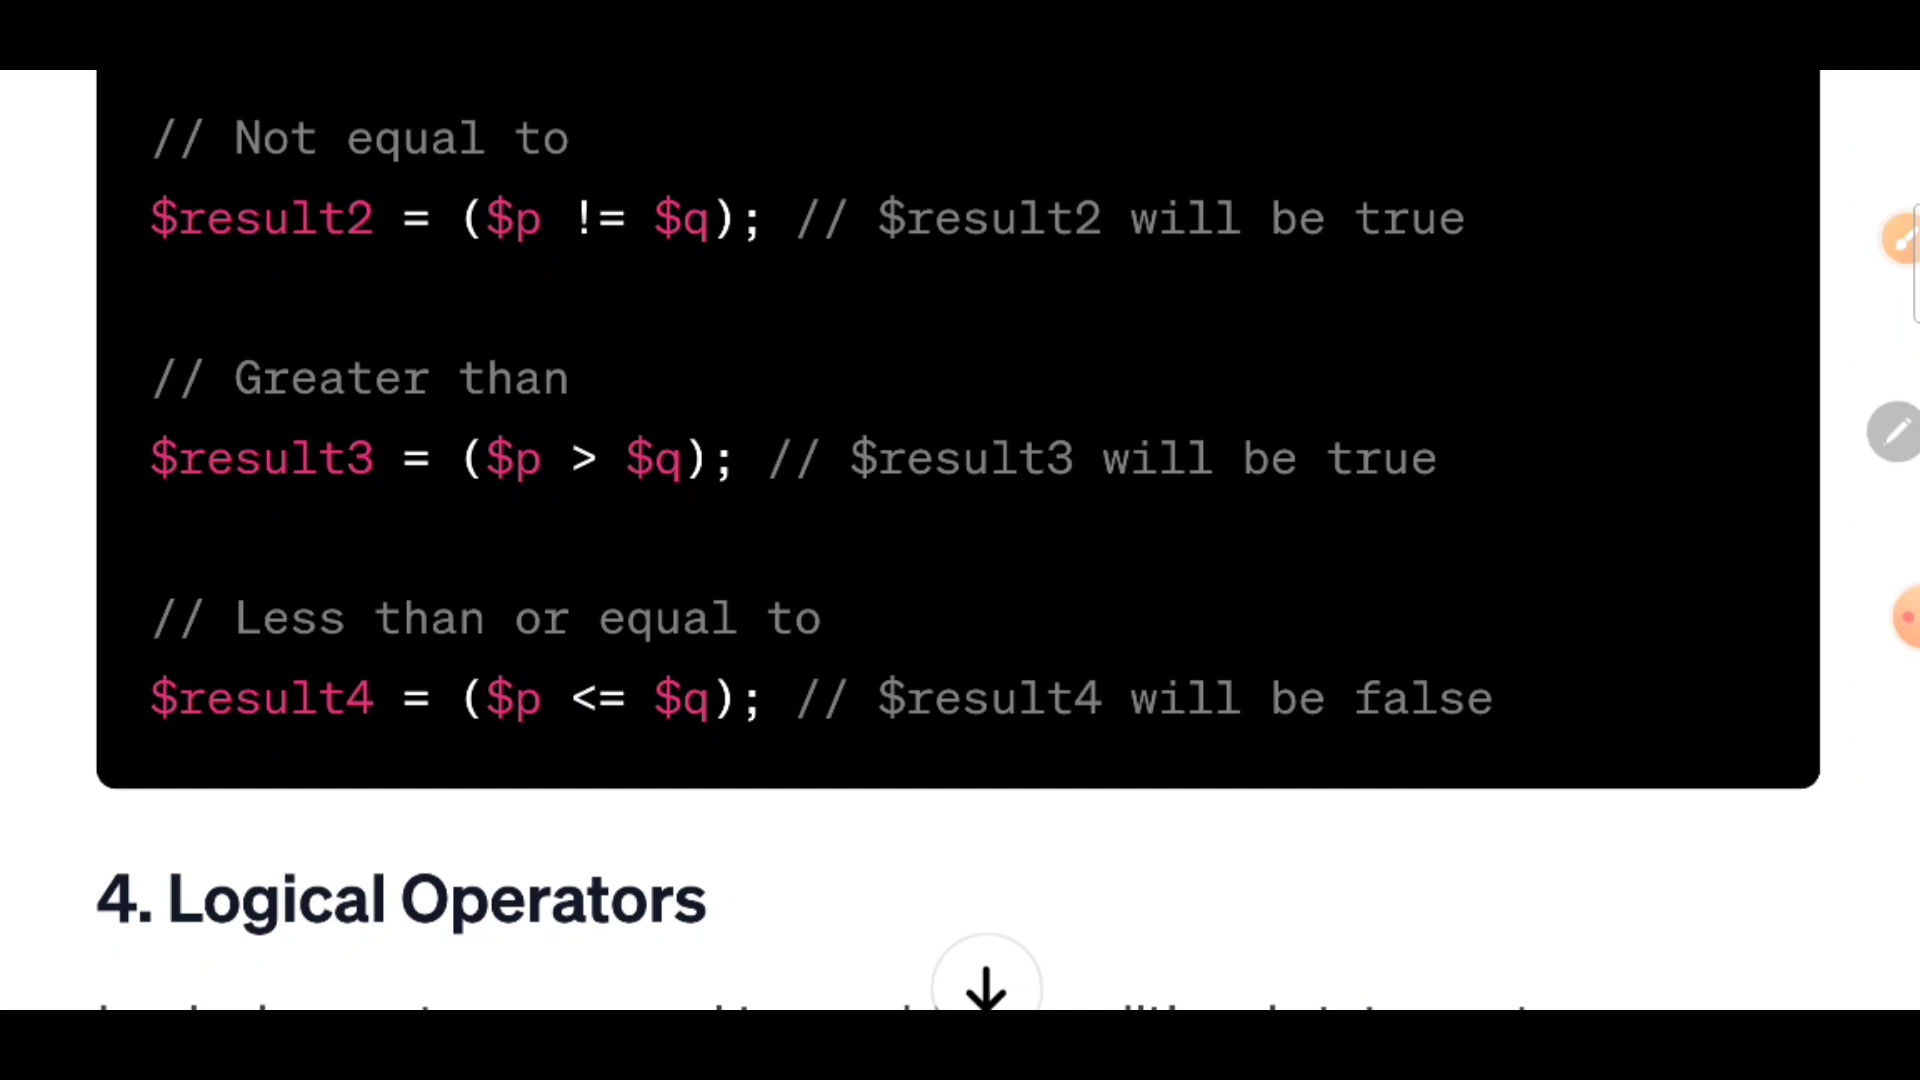 // Not equal to
$result2 = ($p != $q); // $result2 will be true
// Greater than
$result3 = ($p > $q); // $result3 will be true
// Less than or equal to
$result4 = ($p <= $q); // $result4 will be false
4. Logical Operators